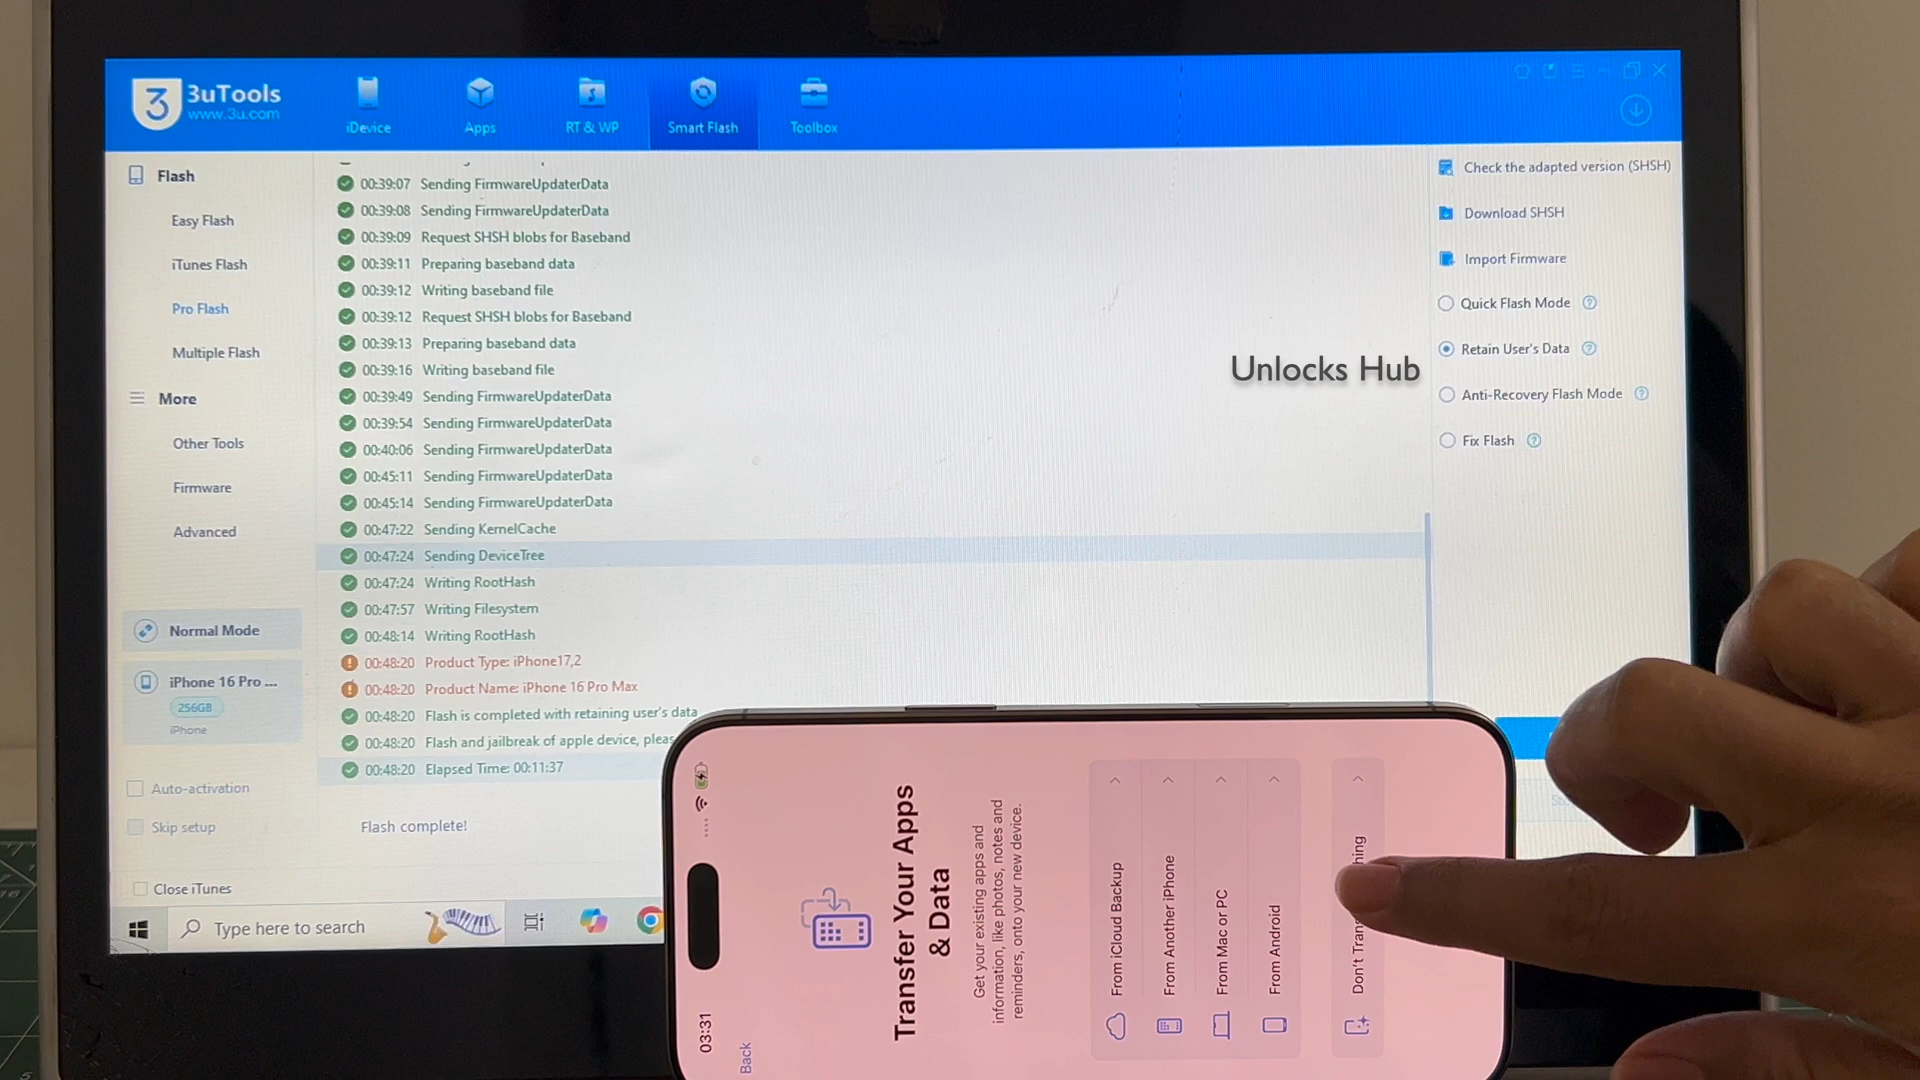 3uTools
www.3u.com
iDevice
Apps
RT & WP
Smart Flash
Toolbox
Flash
Easy Flash
iTunes Flash
Pro Flash
Multiple Flash
More
Other Tools
Firmware
Advanced
Normal Mode
iPhone 16 Pro ...
256GB
iPhone
Auto-activation
Skip setup
Close iTunes
00:39:07 Sending FirmwareUpdaterData
00:39:08 Sending FirmwareUpdaterData
00:39:09 Request SHSH blobs for Baseband
00:39:11 Preparing baseband data
00:39:12 Writing baseband file
00:39:12 Request SHSH blobs for Baseband
00:39:13 Preparing baseband data
00:39:16 Writing baseband file
00:39:49 Sending FirmwareUpdaterData
00:39:54 Sending FirmwareUpdaterData
00:40:06 Sending FirmwareUpdaterData
00:45:11 Sending FirmwareUpdaterData
00:45:14 Sending FirmwareUpdaterData
00:47:22 Sending KernelCache
00:47:24 Sending DeviceTree
00:47:24 Writing RootHash
00:47:57 Writing Filesystem
00:48:14 Writing RootHash
00:48:20 Product Type: iPhone17,2
00:48:20 Product Name: iPhone 16 Pro Max
00:48:20 Flash is completed with retaining user's data
00:48:20 Flash and jailbreak of apple device, pleas
00:48:20 Elapsed Time: 00:11:37
Flash complete!
Check the adapted version (SHSH)
Download SHSH
Import Firmware
Quick Flash Mode
Retain User's Data
Anti-Recovery Flash Mode
Fix Flash
Unlocks Hub
Type here to search
03:31
Back
Transfer Your Apps
& Data
Get your existing apps and
information, like photos, notes and
reminders, onto your new device.
From iCloud Backup
From Another iPhone
From Mac or PC
From Android
Don't Tran hing